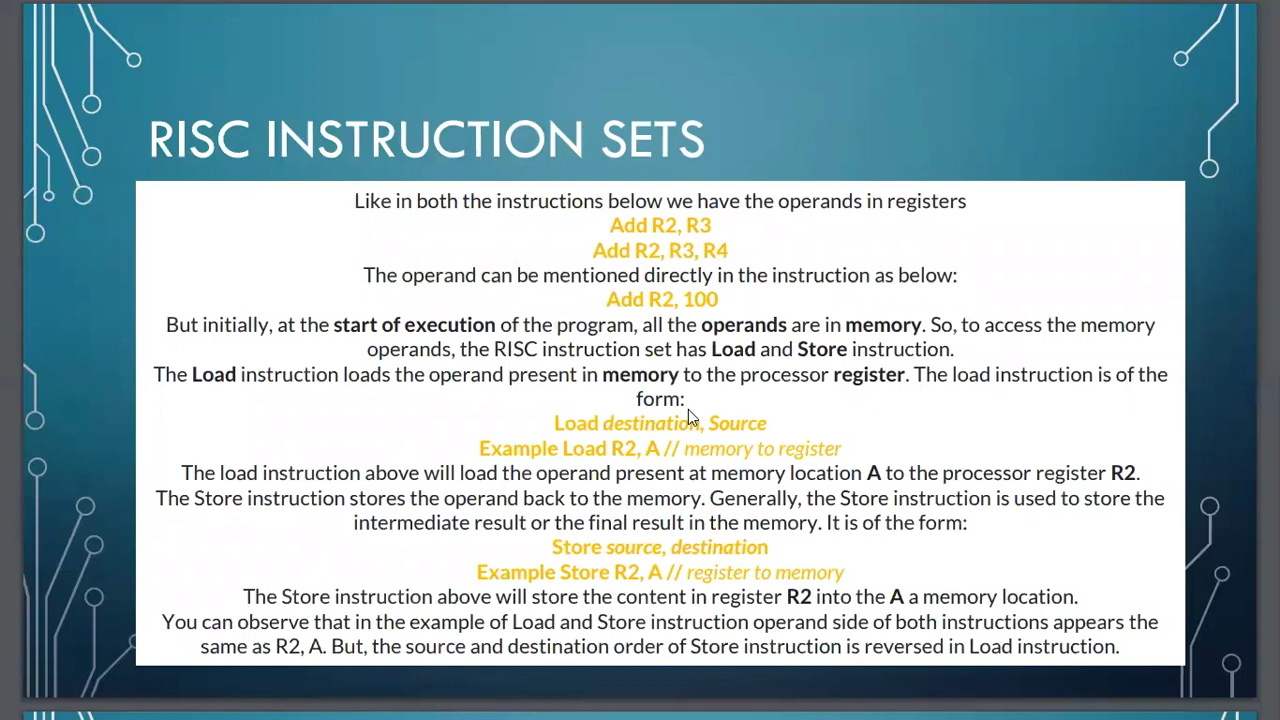 RISC INSTRUCTION SETS
Like in both the instructions below we have the operands in registers
Add R2, R3
Add R2, R3, R4
The operand can be mentioned directly in the instruction as below:
Add R2, 100
But initially, at the start of execution of the program, all the operands are in memory. So, to access the memory
operands, the RISC instruction set has Load and Store instruction.
The Load instruction loads the operand present in memory to the processor register. The load instruction is of the
form:
Load destination, Source
Example Load R2, A // memory to register
The load instruction above will load the operand present at memory location A to the processor register R2.
The Store instruction stores the operand back to the memory. Generally, the Store instruction is used to store the
intermediate result or the final result in the memory. It is of the form:
Store source, destination
Example Store R2, A // register to memory
The Store instruction above will store the content in register R2 into the A a memory location.
You can observe that in the example of Load and Store instruction operand side of both instructions appears the
same as R2, A. But, the source and destination order of Store instruction is reversed in Load instruction.